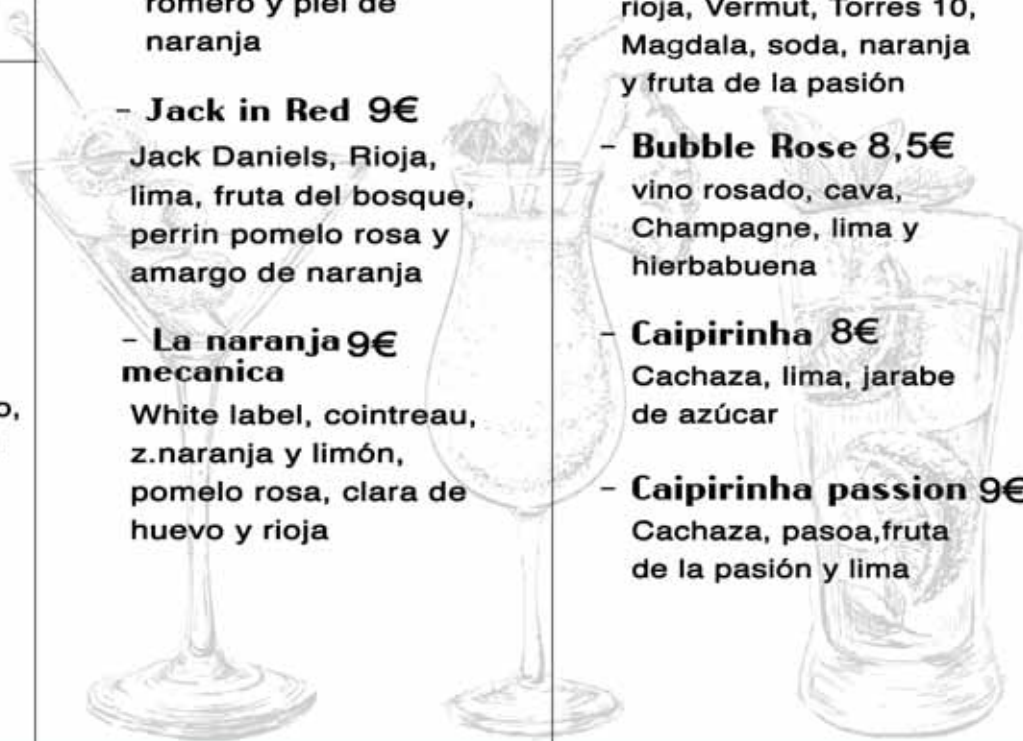 romero y piel de
naranja
- Jack in Red 9€
Jack Daniels, Rioja,
lima, fruta del bosque,
perrin pomelo rosa y
amargo de naranja
- La naranja 9€
mecanica
White label, cointreau,
z.naranja y limón,
pomelo rosa, clara de
huevo y rioja
rioja, Vermut, Torres 10,
Magdala, soda, naranja
y fruta de la pasión
- Bubble Rose 8,5€
vino rosado, cava,
Champagne, lima y
hierbabuena
- Caipirinha 8€
Cachaza, lima, jarabe
de azúcar
- Caipirinha passion 9€
Cachaza, pasoa,fruta
de la pasión y lima